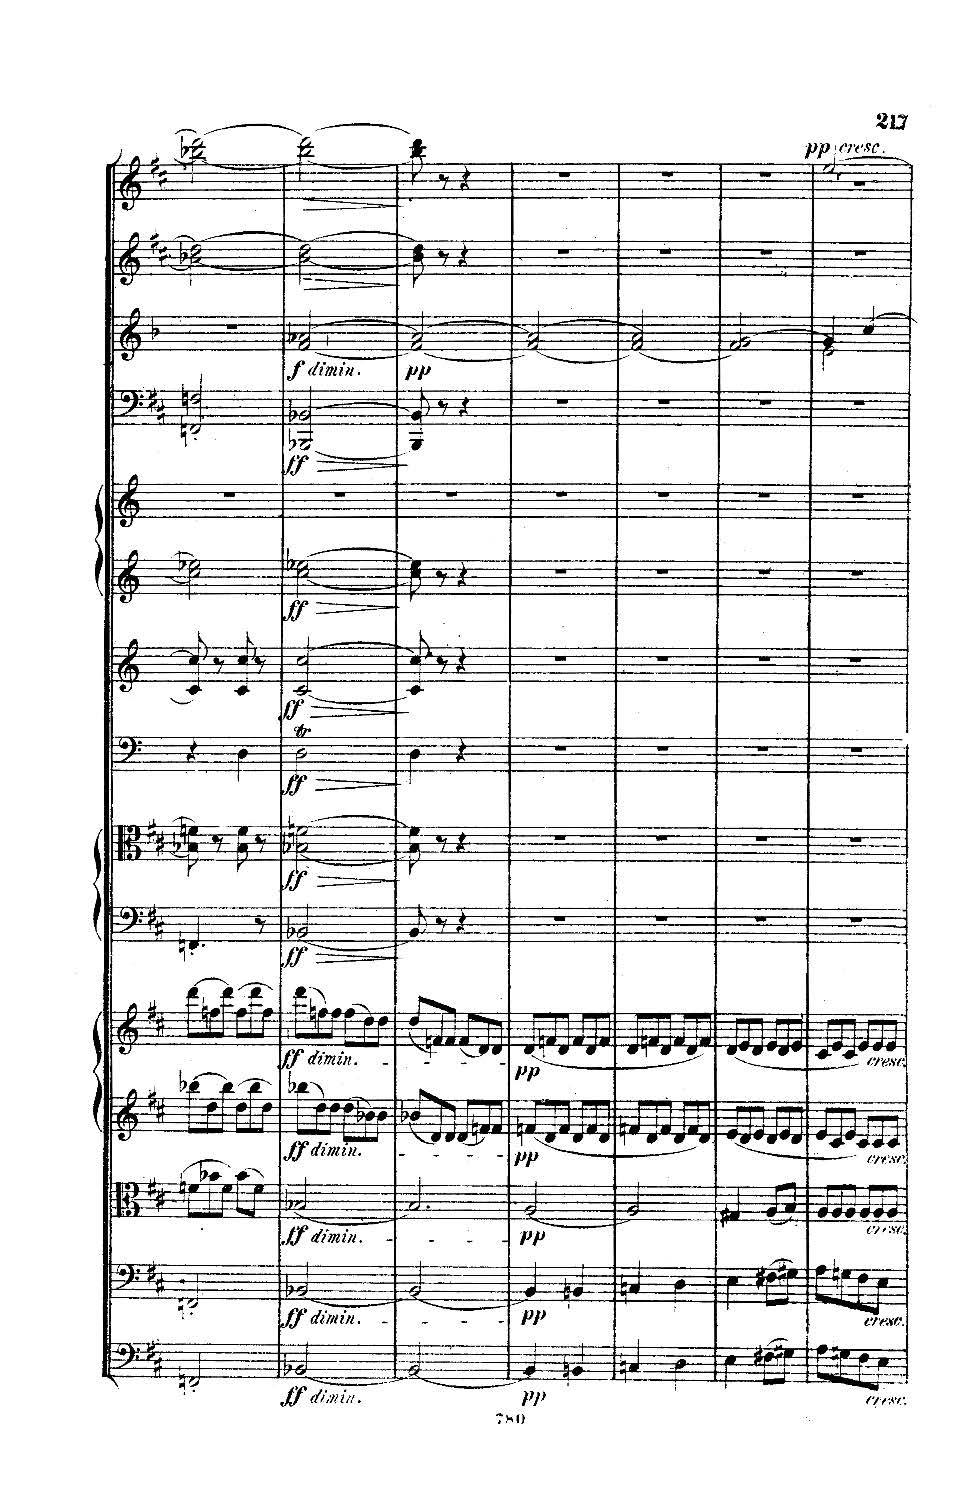 217
pp cresc.
f dimin. pp
ff
ff
ff
tr
ff
ff
ff
ff dimin. pp cresc.
ff dimin. pp cresc.
ff dimin. pp cresc.
ff dimin. pp cresc.
ff dimin. pp cresc.
780